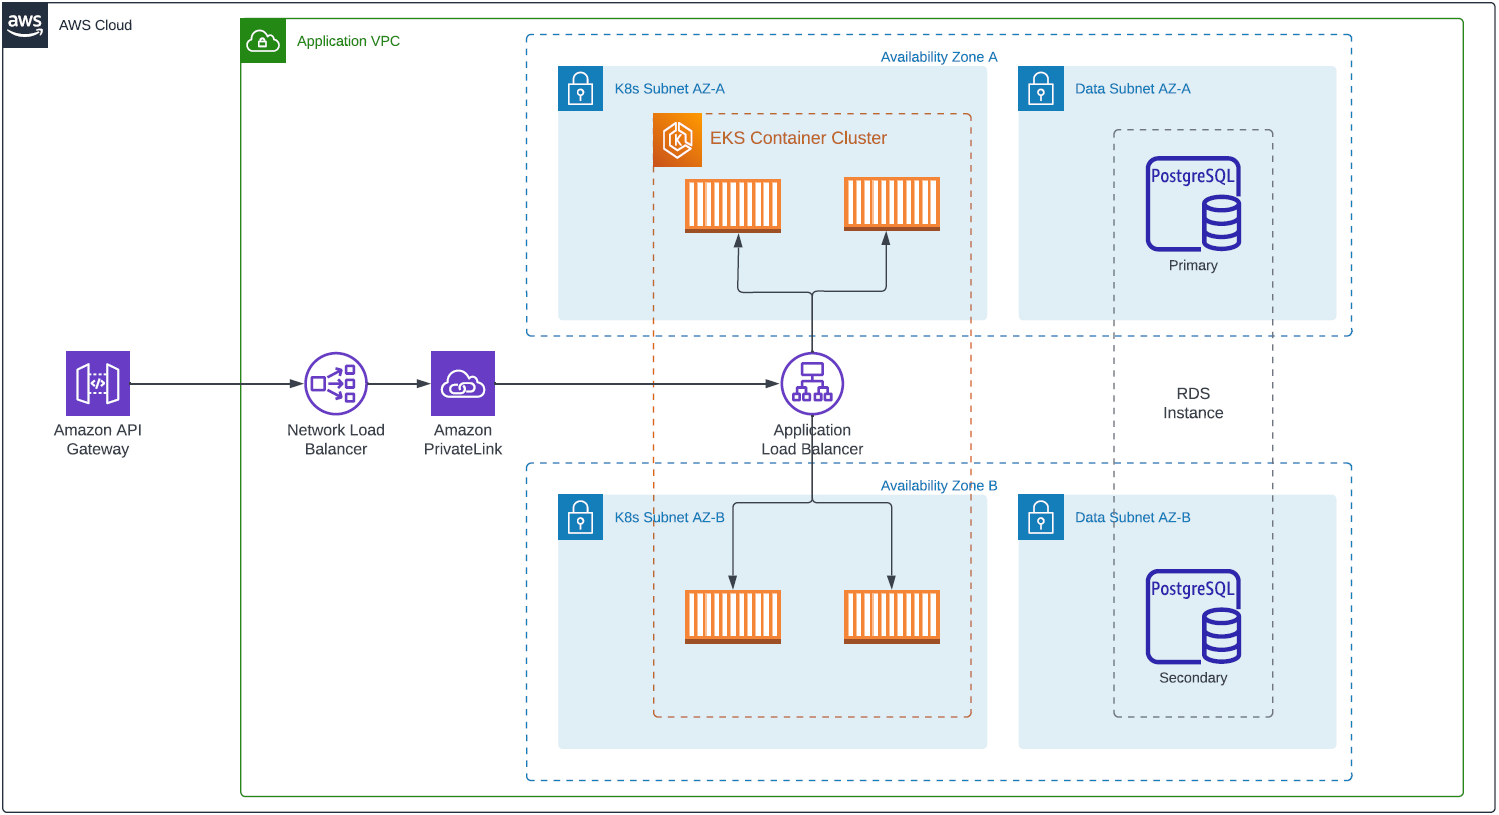 aws
AWS Cloud
Application VPC
Availability Zone A
K8s Subnet AZ-A
Data Subnet AZ-A
EKS Container Cluster
K
PostgreSQL
Primary
Amazon API
Gateway
Network Load
Balancer
Amazon
PrivateLink
Application
Load Balancer
RDS
Instance
Availability Zone B
K8s Subnet AZ-B
Data Subnet AZ-B
PostgreSQL
Secondary